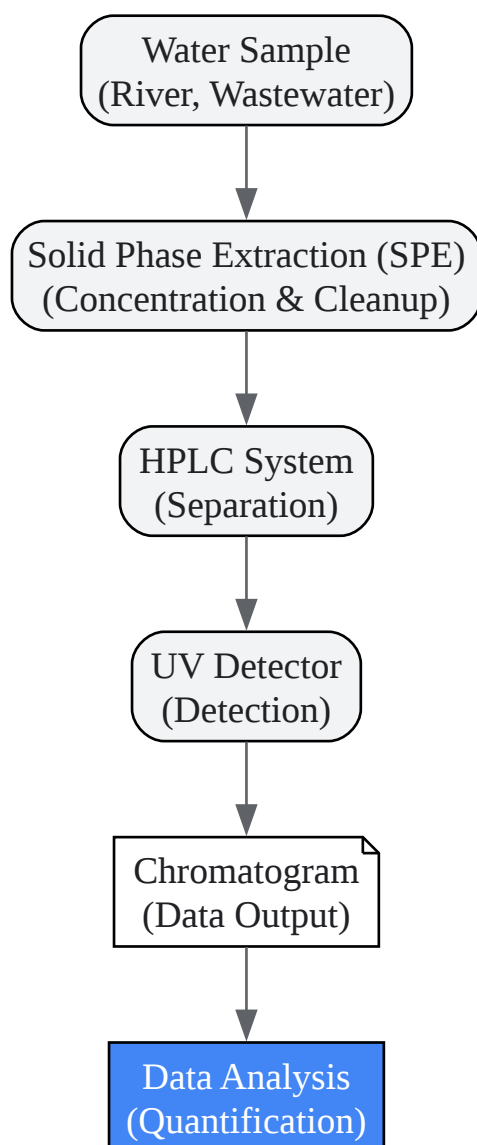 Water Sample
(River, Wastewater)
Solid Phase Extraction (SPE)
(Concentration & Cleanup)
HPLC System
(Separation)
UV Detector
(Detection)
Chromatogram
(Data Output)
Data Analysis
(Quantification)